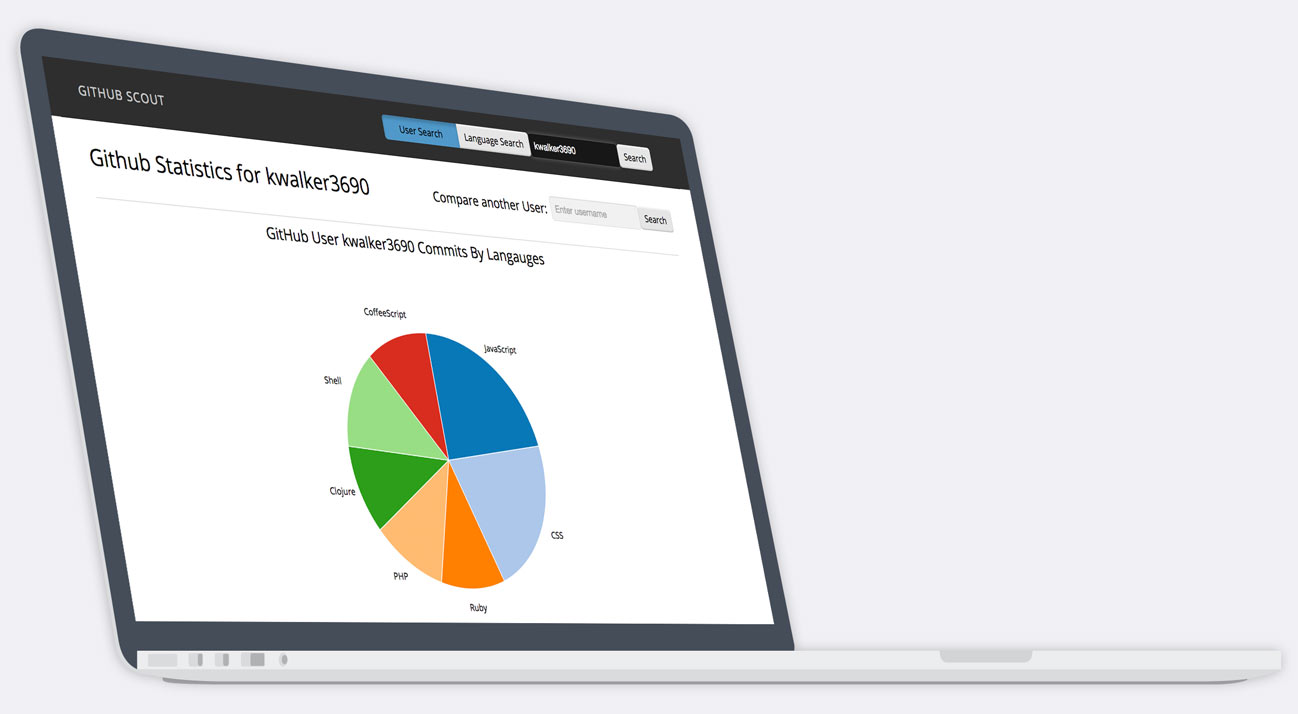 GITHUB SCOUT
User Search
Language Search
kwalker3690
Search
Github Statistics for kwalker3690
Compare another User:
Enter username
Search
GitHub User kwalker3690 Commits By Langauges
CoffeeScript
JavaScript
Shell
Clojure
CSS
PHP
Ruby